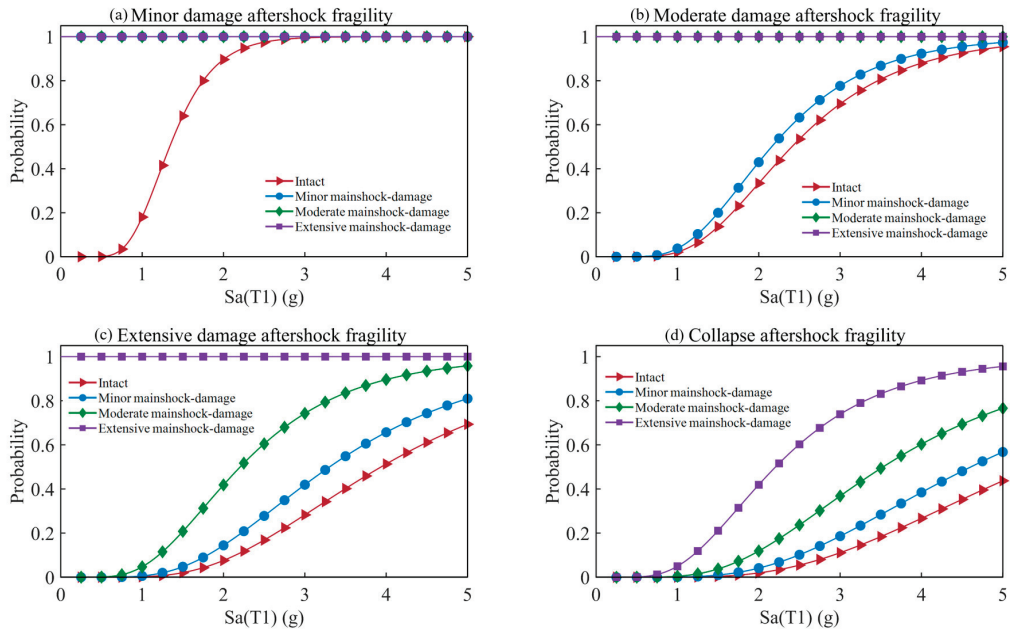 (a) Minor damage aftershock fragility
1
0.8
0.6
0.4
0.2
0
Probability
Intact
Minor mainshock-damage
Moderate mainshock-damage
Extensive mainshock-damage
0 1 2 3 4 5
Sa(T1) (g)
(b) Moderate damage aftershock fragility
1
0.8
0.6
0.4
0.2
0
Probability
Intact
Minor mainshock-damage
Moderate mainshock-damage
Extensive mainshock-damage
0 1 2 3 4 5
Sa(T1) (g)
(c) Extensive damage aftershock fragility
1
0.8
0.6
0.4
0.2
0
Probability
Intact
Minor mainshock-damage
Moderate mainshock-damage
Extensive mainshock-damage
0 1 2 3 4 5
Sa(T1) (g)
(d) Collapse aftershock fragility
1
0.8
0.6
0.4
0.2
0
Probability
Intact
Minor mainshock-damage
Moderate mainshock-damage
Extensive mainshock-damage
0 1 2 3 4 5
Sa(T1) (g)